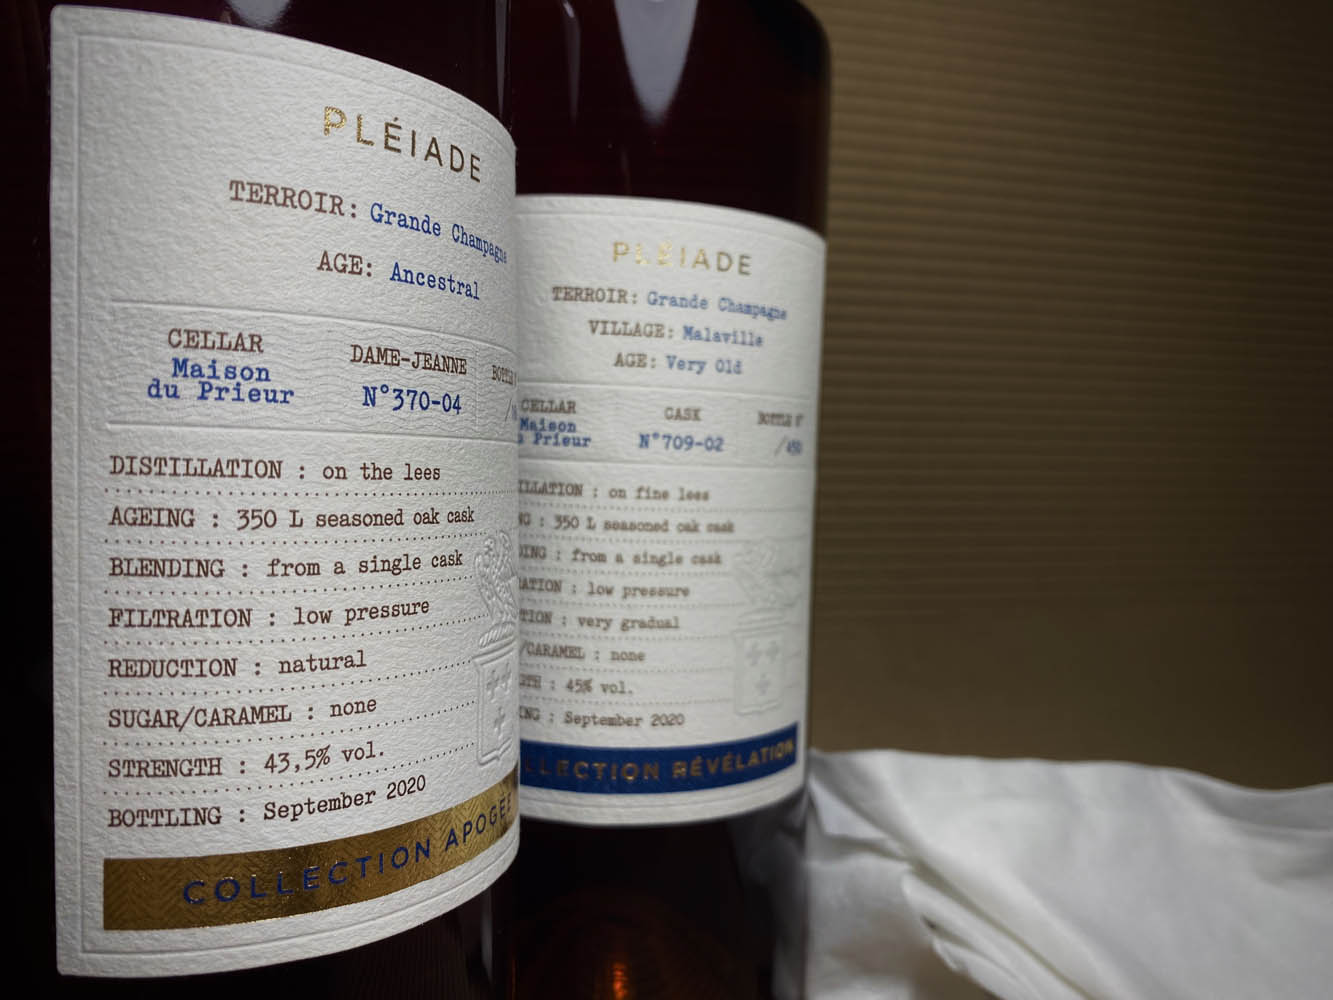 PLÉIADE
TERROIR: Grande Champagne
AGE: Ancestral
CELLAR
Maison
du Prieur
DAME-JEANNE
N°370-04
DISTILLATION : on the lees
AGEING : 350 L seasoned oak cask
BLENDING : from a single cask
FILTRATION : low pressure
REDUCTION : natural
SUGAR/CARAMEL : none
STRENGTH : 43,5% vol.
BOTTLING : September 2020
COLLECTION APOGÉE
PLÉIADE
TERROIR: Grande Champagne
VILLAGE: Malaville
AGE: Very Old
CELLAR
Maison
Prieur
CASK
N°709-02
BOTTLE N°
/450
: on fine lees
: 350 L seasoned oak cask
: from a single cask
: low pressure
: very gradual
/CARAMEL : none
: 45% vol.
: September 2020
LLECTION RÉVÉLATION